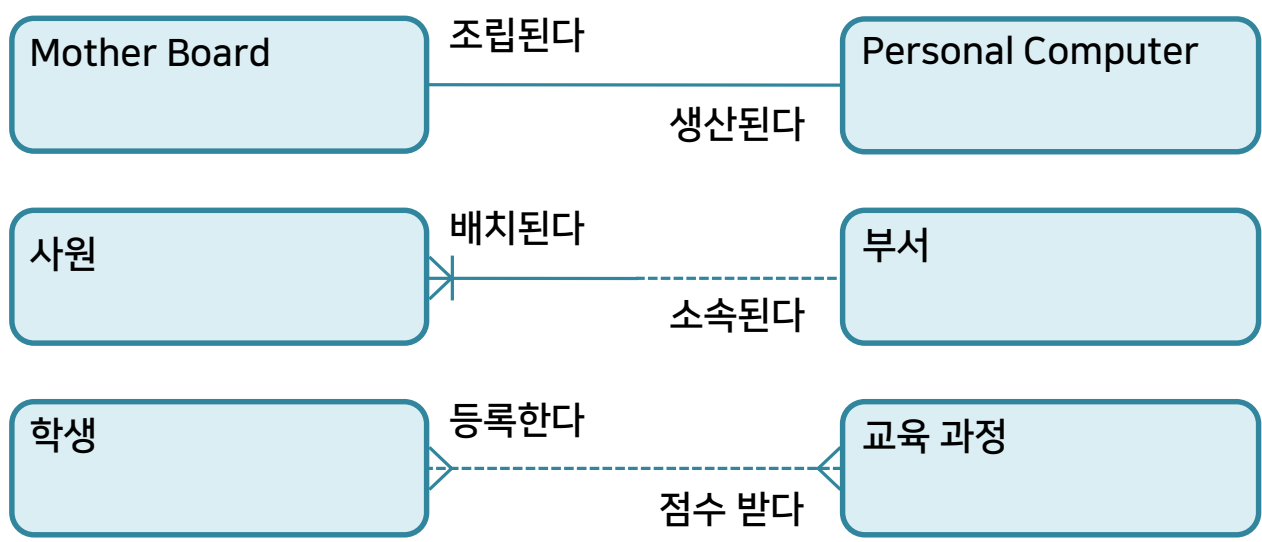 Mother Board
조립된다
Personal Computer
생산된다
사원
배치된다
부서
소속된다
학생
등록한다
교육 과정
점수 받다